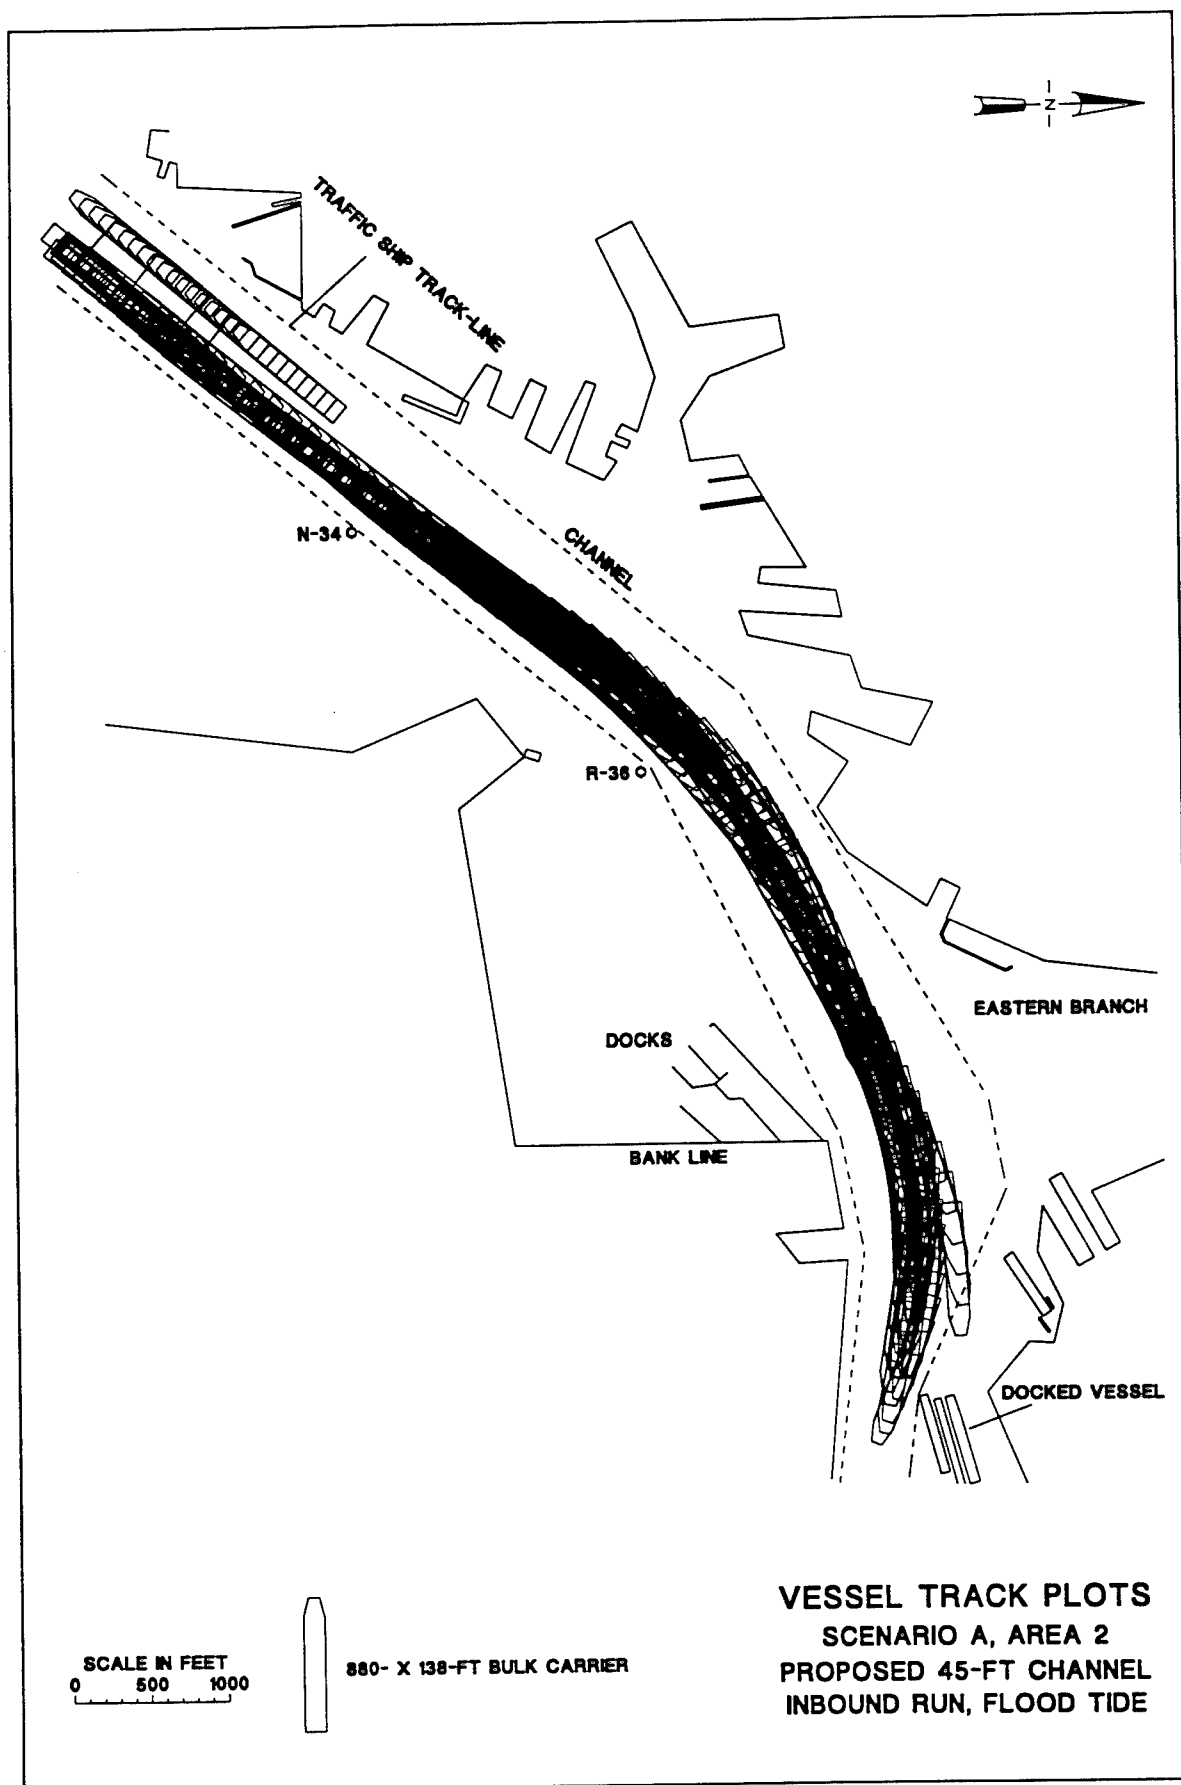 N
TRAFFIC SHIP TRACK-LINE
N-34
CHANNEL
R-36
EASTERN BRANCH
DOCKS
BANK LINE
DOCKED VESSEL
SCALE IN FEET
0 500 1000
880- X 138-FT BULK CARRIER
VESSEL TRACK PLOTS
SCENARIO A, AREA 2
PROPOSED 45-FT CHANNEL
INBOUND RUN, FLOOD TIDE